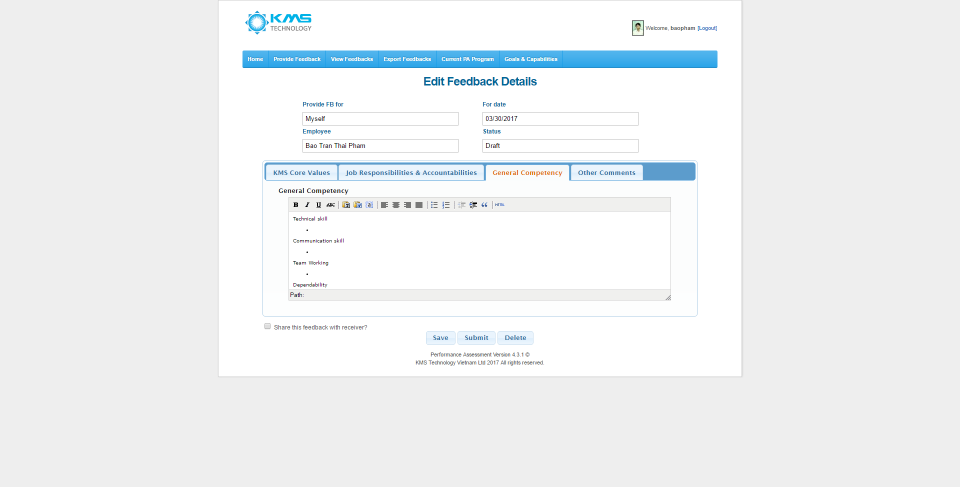 KMS
TECHNOLOGY
Welcome, baopham [Logout]
Home Provide Feedback View Feedbacks Export Feedbacks Current PA Program Goals & Capabilities
Edit Feedback Details
Provide FB for For date
Myself 03/30/2017
Employee Status
Bao Tran Thai Pham Draft
KMS Core Values Job Responsibilities & Accountabilities General Competency Other Comments
General Competency
B I U ABC HTML
Technical skill
Communication skill
Team Working
Dependability
Path:
Share this feedback with receiver?
Save Submit Delete
Performance Assessment Version 4.3.1 ©
KMS Technology Vietnam Ltd 2017 All rights reserved.